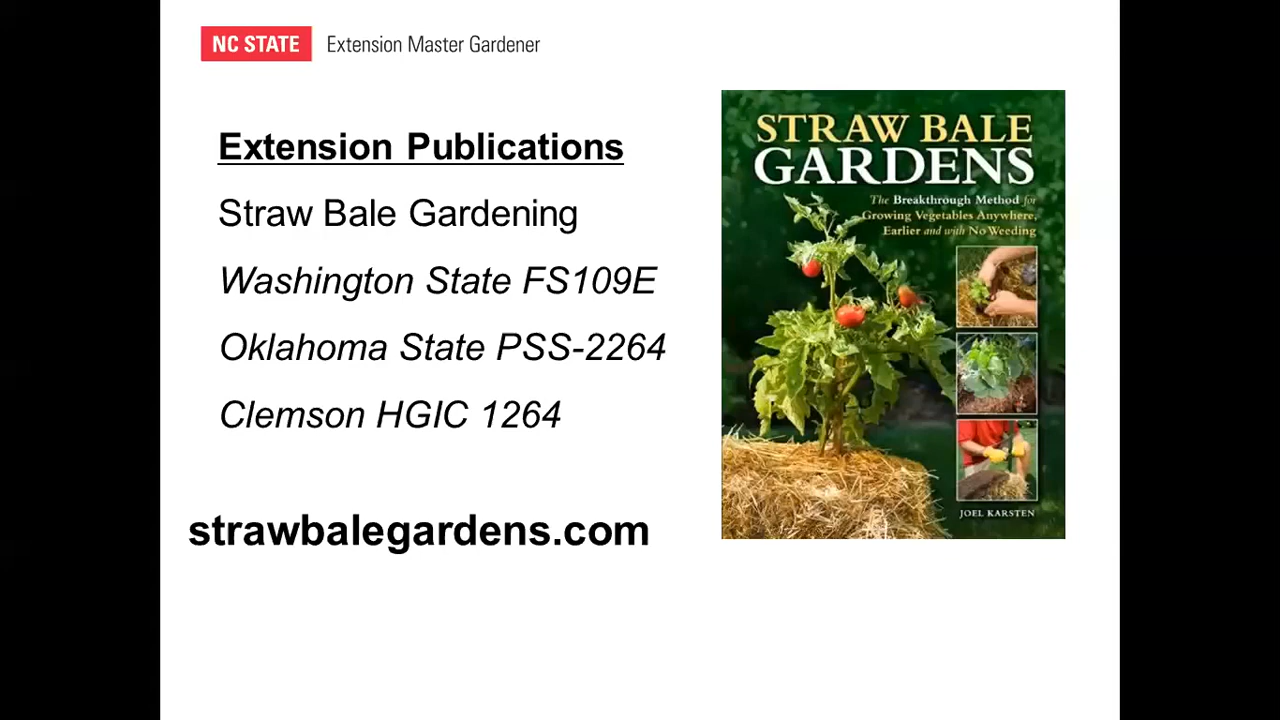 NC STATE Extension Master Gardener
Extension Publications
Straw Bale Gardening
Washington State FS109E
Oklahoma State PSS-2264
Clemson HGIC 1264
strawbalegardens.com
STRAW BALE
GARDENS
The Breakthrough Method for
Growing Vegetables Anywhere,
Earlier and with No Weeding
JOEL KARSTEN